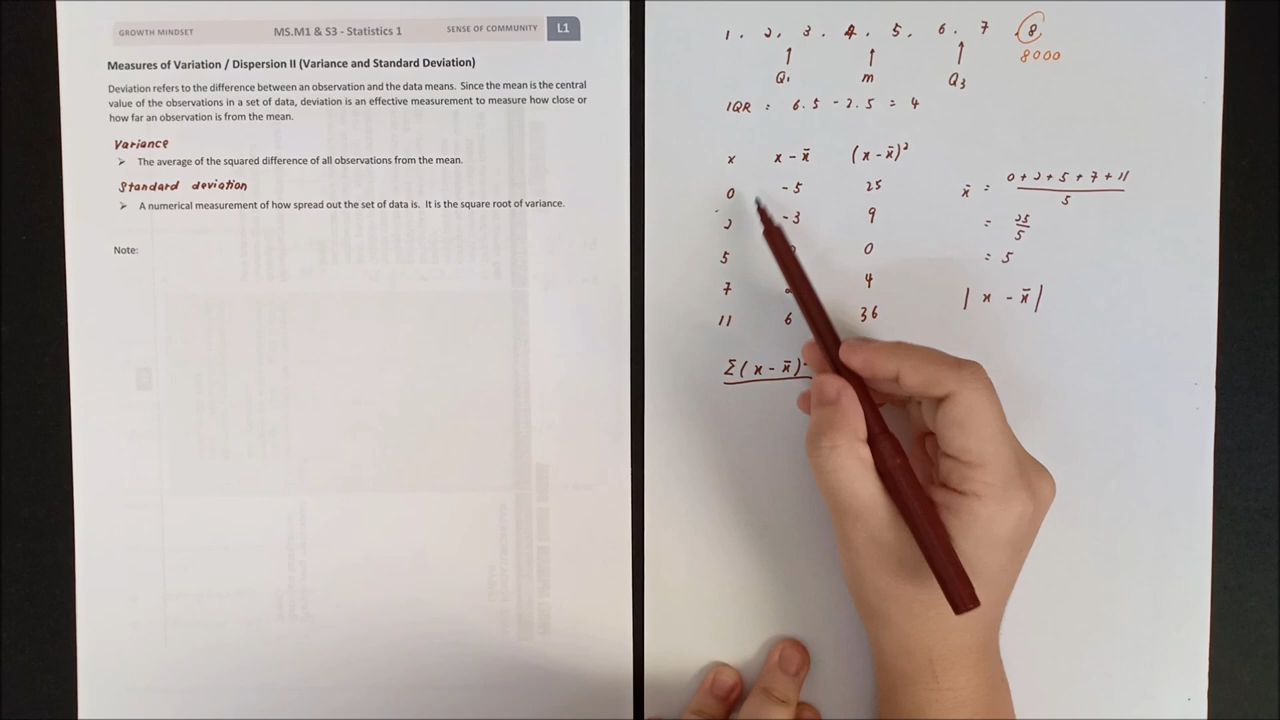 GROWTH MINDSET MS.M1 & S3 - Statistics 1 SENSE OF COMMUNITY L1
Measures of Variation / Dispersion II (Variance and Standard Deviation)
Deviation refers to the difference between an observation and the data means. Since the mean is the central
value of the observations in a set of data, deviation is an effective measurement to measure how close or
how far an observation is from the mean.
Variance
➢ The average of the squared difference of all observations from the mean.
Standard deviation
➢ A numerical measurement of how spread out the set of data is. It is the square root of variance.
Note:
1. 2. 3. 4. 5. 6. 7 8
8000
Q₁ m Q₃
IQR = 6.5 - 2.5 = 4
x x - x̄ (x - x̄)²
0 -5 25
2 -3 9
5 0
7 4
11 6 36
Σ(x - x̄)
x̄ = 0 + 2 + 5 + 7 + 11
5
= 25
5
= 5
| x - x̄ |